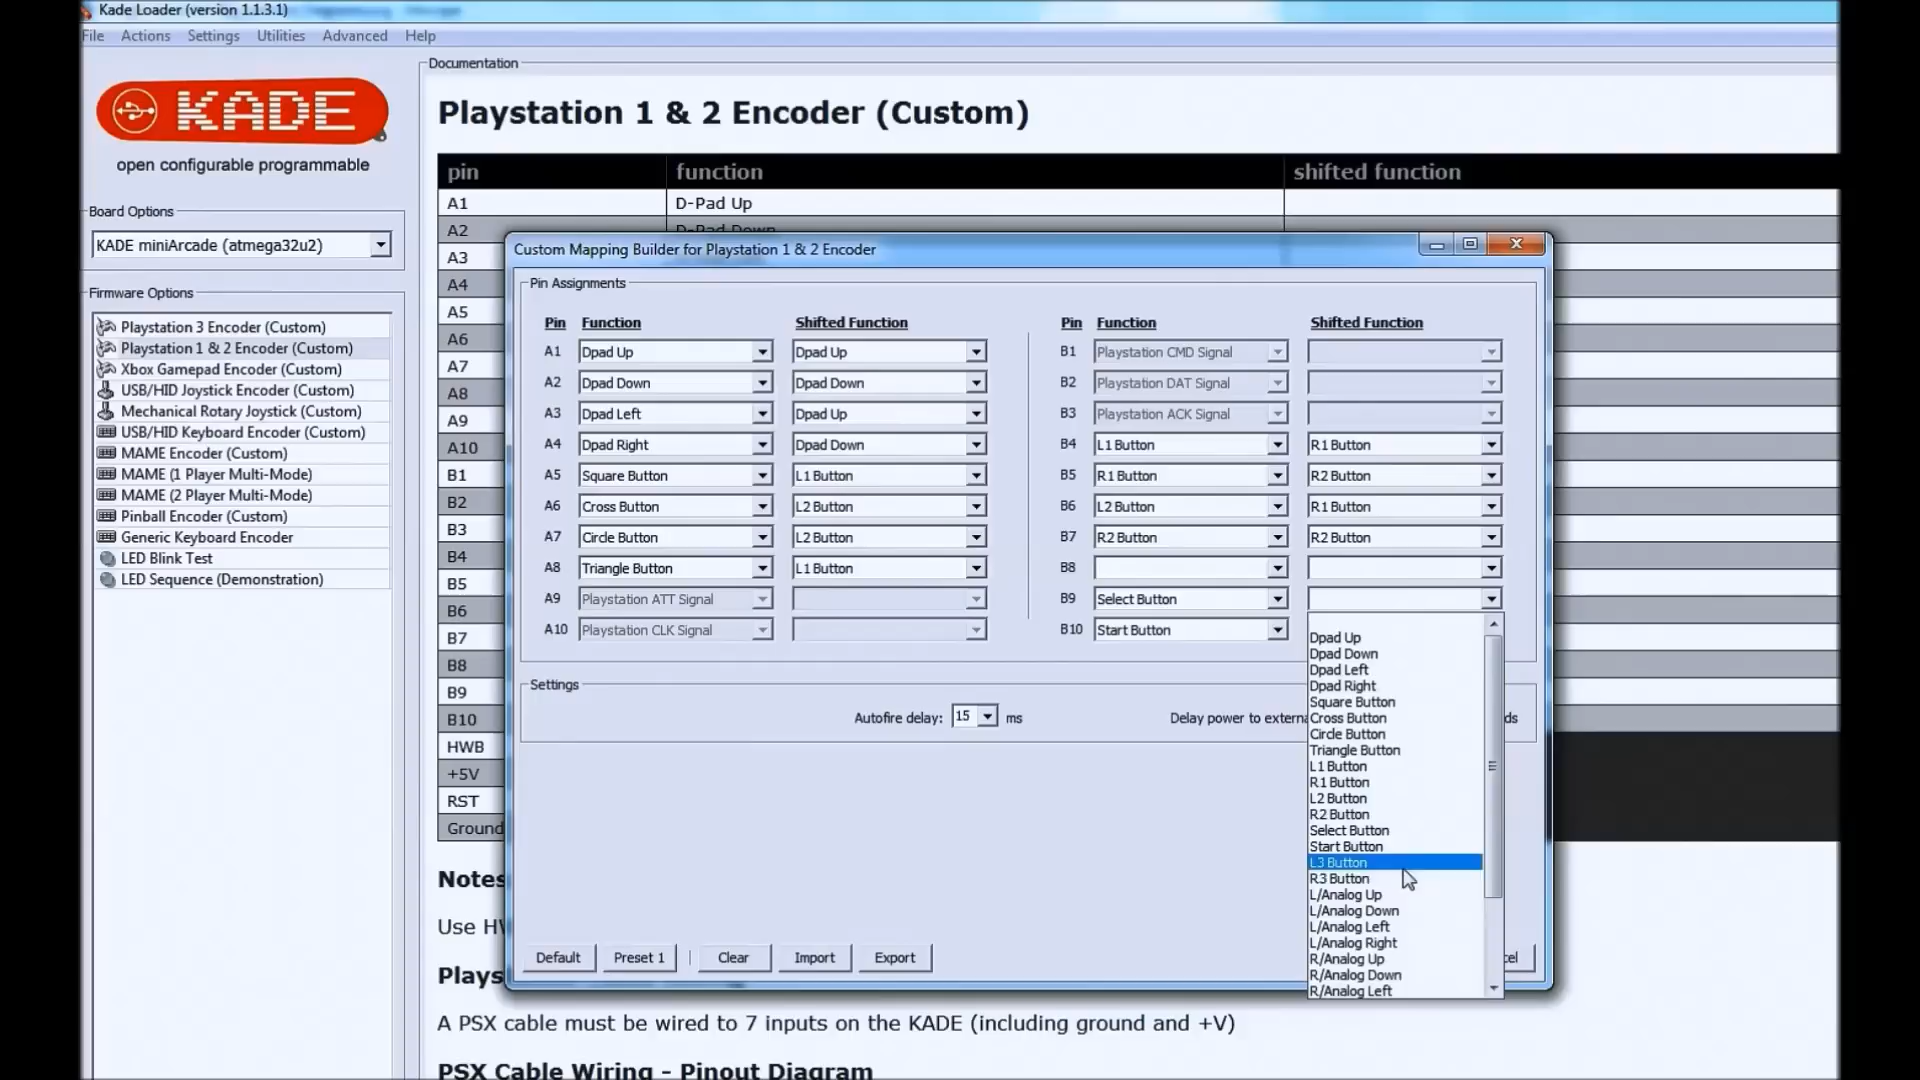 Kade Loader (version 1.1.3.1)
File Actions Settings Utilities Advanced Help
KADE
open configurable programmable
Board Options
KADE miniArcade (atmega32u2)
Firmware Options
Playstation 3 Encoder (Custom)
Playstation 1 & 2 Encoder (Custom)
Xbox Gamepad Encoder (Custom)
USB/HID Joystick Encoder (Custom)
Mechanical Rotary Joystick (Custom)
USB/HID Keyboard Encoder (Custom)
MAME Encoder (Custom)
MAME (1 Player Multi-Mode)
MAME (2 Player Multi-Mode)
Pinball Encoder (Custom)
Generic Keyboard Encoder
LED Blink Test
LED Sequence (Demonstration)
Documentation
Playstation 1 & 2 Encoder (Custom)
pin function shifted function
A1 D-Pad Up
A2 D-Pad Down
A3
A4
A5
A6
A7
A8
A9
A10
B1
B2
B3
B4
B5
B6
B7
B8
B9
B10
HWB
+5V
RST
Ground
Notes
Use HW
Plays
A PSX cable must be wired to 7 inputs on the KADE (including ground and +V)
PSX Cable Wiring - Pinout Diagram
Custom Mapping Builder for Playstation 1 & 2 Encoder
Pin Assignments
Pin Function Shifted Function Pin Function Shifted Function
A1 Dpad Up Dpad Up B1 Playstation CMD Signal
A2 Dpad Down Dpad Down B2 Playstation DAT Signal
A3 Dpad Left Dpad Up B3 Playstation ACK Signal
A4 Dpad Right Dpad Down B4 L1 Button R1 Button
A5 Square Button L1 Button B5 R1 Button R2 Button
A6 Cross Button L2 Button B6 L2 Button R1 Button
A7 Circle Button L2 Button B7 R2 Button R2 Button
A8 Triangle Button L1 Button B8
A9 Playstation ATT Signal B9 Select Button
A10 Playstation CLK Signal B10 Start Button
Dpad Up
Dpad Down
Dpad Left
Dpad Right
Square Button
Cross Button
Circle Button
Triangle Button
L1 Button
R1 Button
L2 Button
R2 Button
Select Button
Start Button
L3 Button
R3 Button
L/Analog Up
L/Analog Down
L/Analog Left
L/Analog Right
R/Analog Up
R/Analog Down
R/Analog Left
Settings
Autofire delay: 15 ms Delay power to externa ds
Default Preset 1 Clear Import Export cel